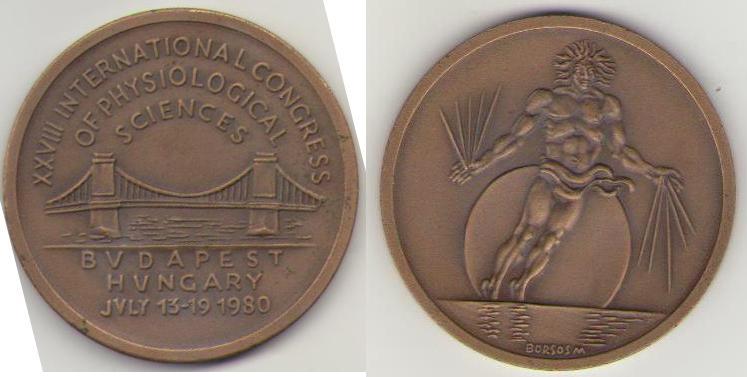 XXVIII INTERNATIONAL CONGRESS
OF PHYSIOLOGICAL
SCIENCES
BVDAPEST
HVNGARY
JVLY 13-19 1980
BORSOS M